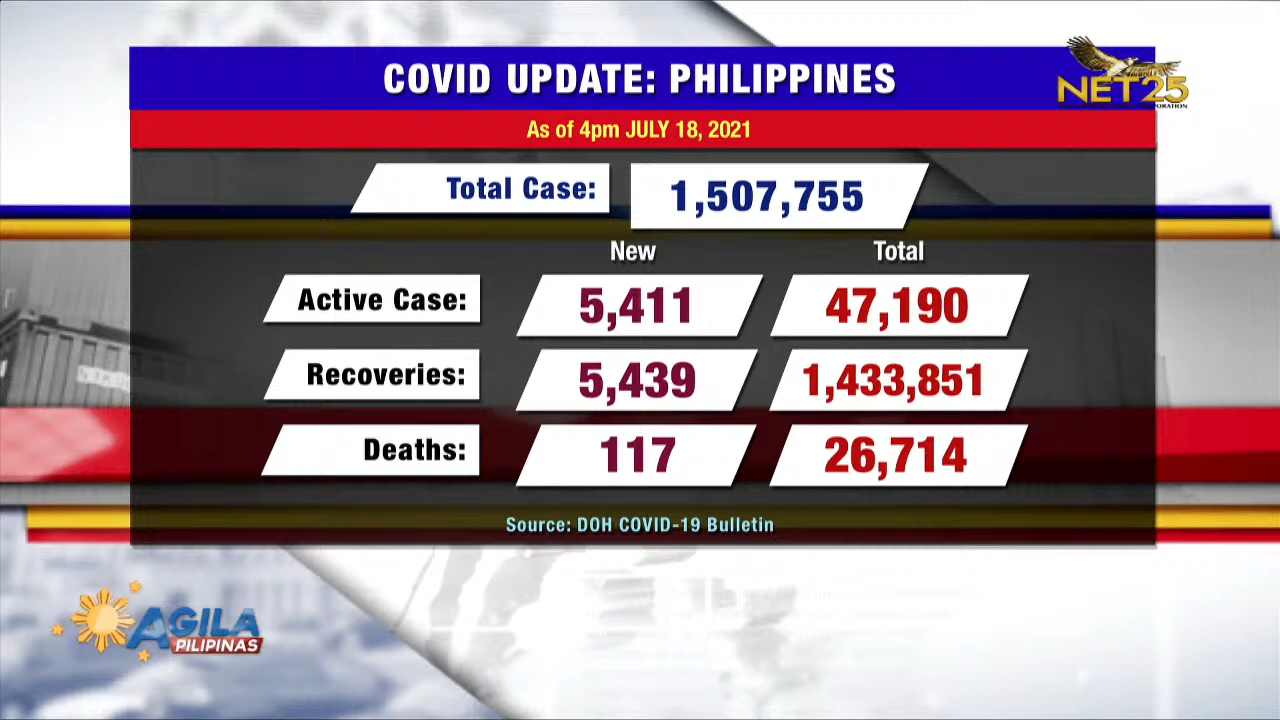 COVID UPDATE: PHILIPPINES
NET25
As of 4pm JULY 18, 2021
Total Case: 1,507,755
New Total
Active Case: 5,411 47,190
Recoveries: 5,439 1,433,851
Deaths: 117 26,714
Source: DOH COVID-19 Bulletin
AGILA
PILIPINAS